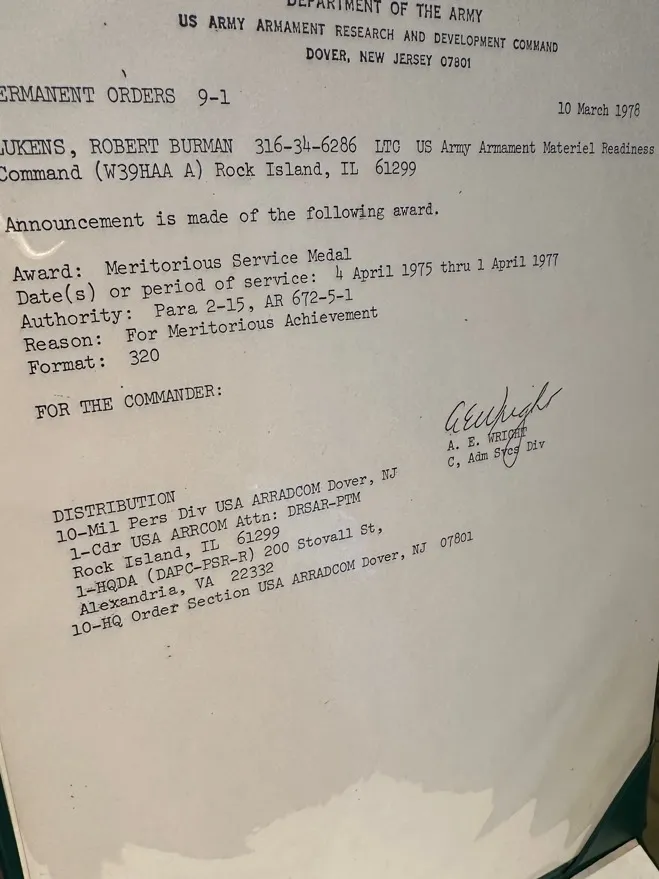 DEPARTMENT OF THE ARMY
US ARMY ARMAMENT RESEARCH AND DEVELOPMENT COMMAND
DOVER, NEW JERSEY 07801
ERMANENT ORDERS 9-1
10 March 1978
LUKENS, ROBERT BURMAN 316-34-6286 LTC US Army Armament Materiel Readiness
Command (W39HAA A) Rock Island, IL 61299
Announcement is made of the following award.
Award: Meritorious Service Medal
Date(s) or period of service: 4 April 1975 thru 1 April 1977
Authority: Para 2-15, AR 672-5-1
Reason: For Meritorious Achievement
Format: 320
FOR THE COMMANDER:
AEWright
A. E. WRIGHT
C, Adm Svcs Div
DISTRIBUTION
10-Mil Pers Div USA ARRADCOM Dover, NJ
1-Cdr USA ARRCOM Attn: DRSAR-PTM
Rock Island, IL 61299
1-HQDA (DAPC-PSR-R) 200 Stovall St,
Alexandria, VA 22332
10-HQ Order Section USA ARRADCOM Dover, NJ 07801